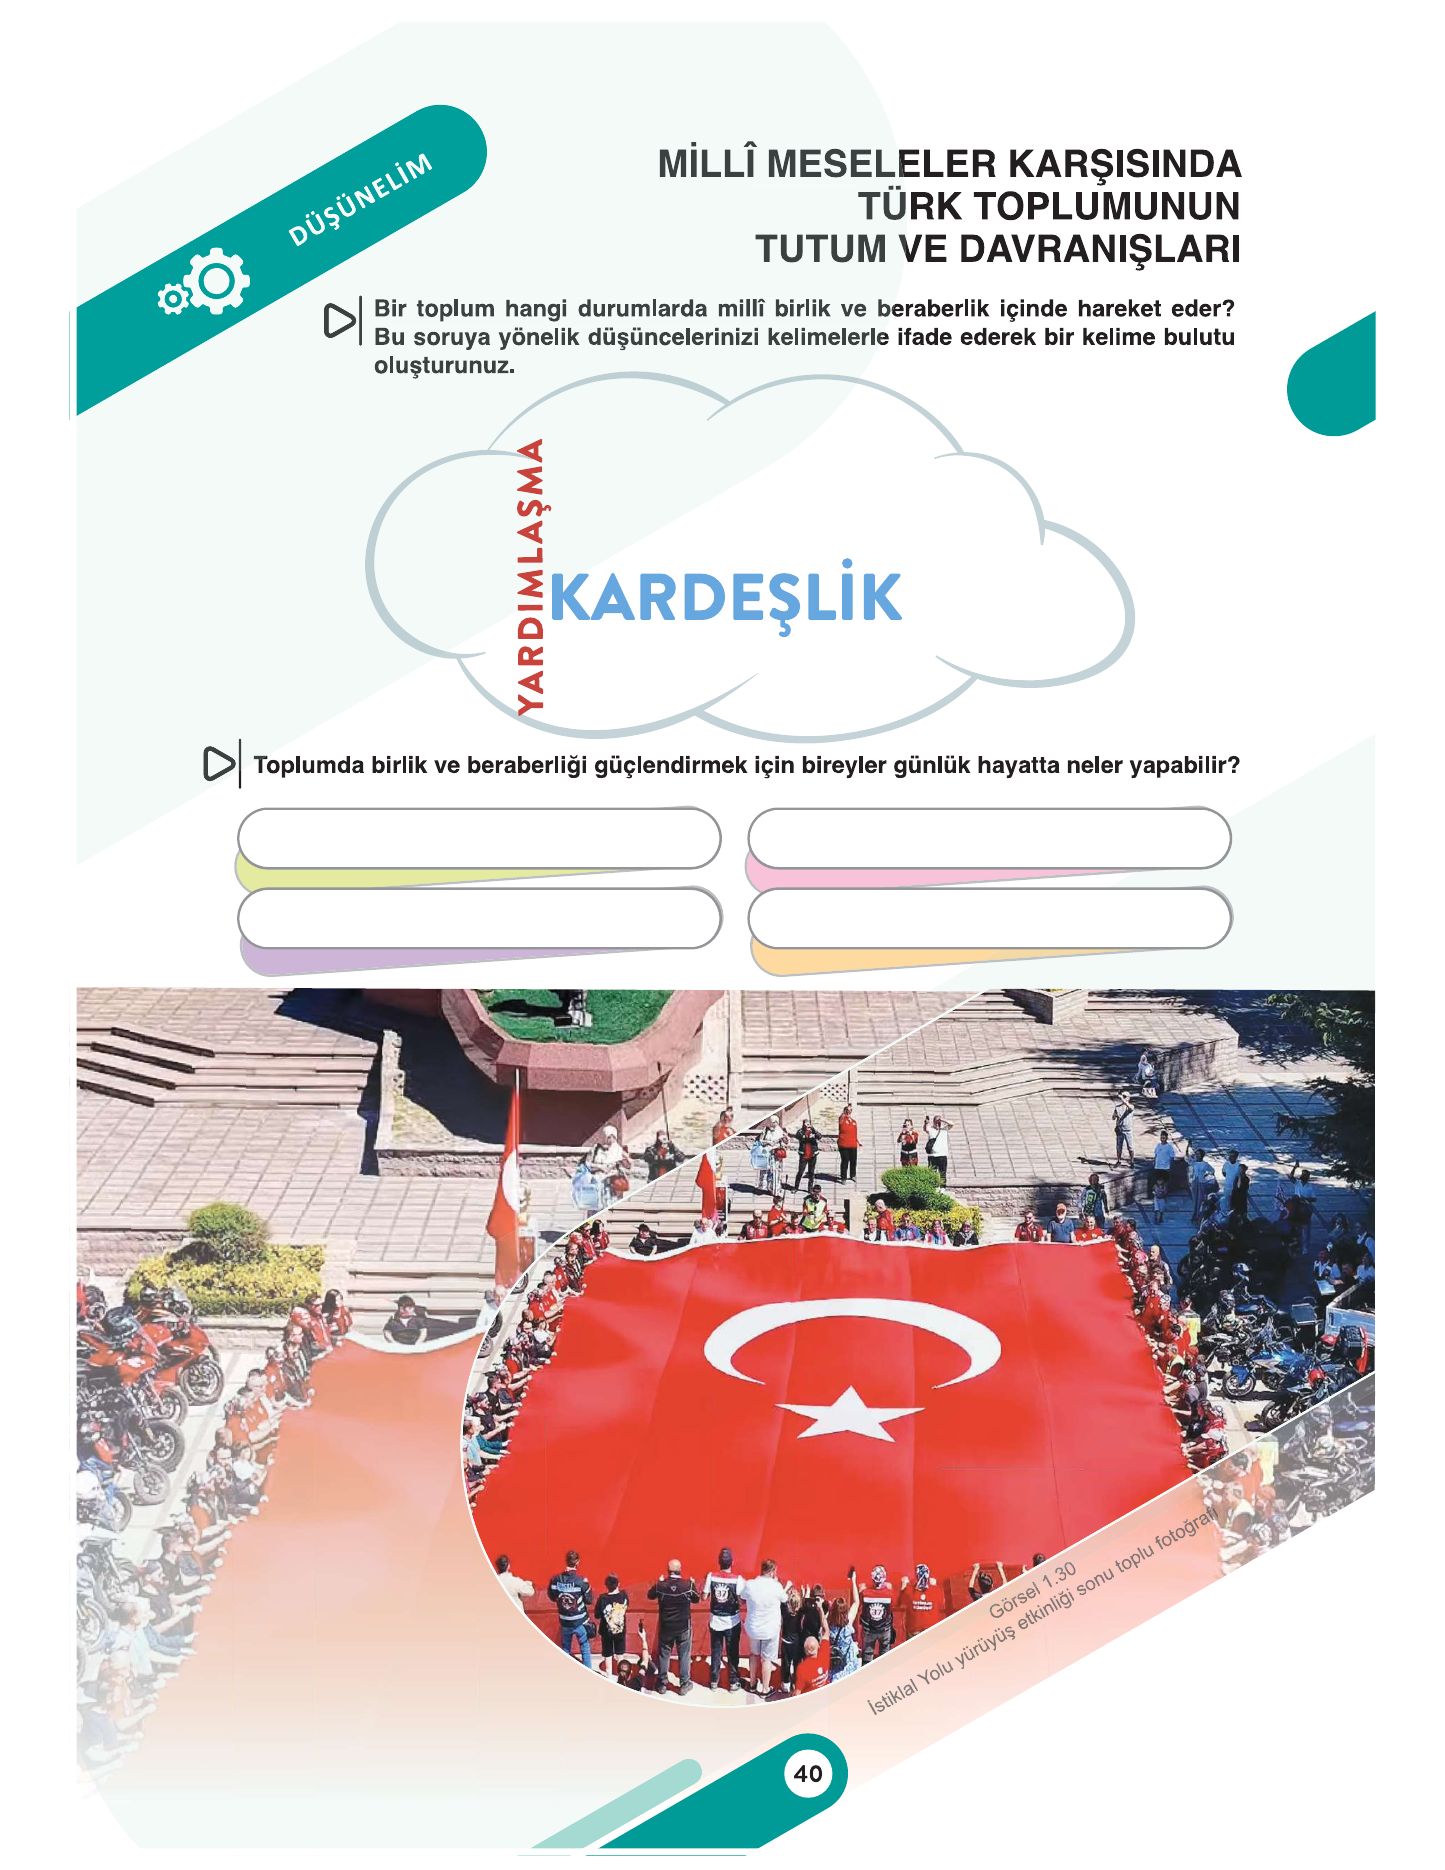 DÜŞÜNELİM
MİLLÎ MESELELER KARŞISINDA
TÜRK TOPLUMUNUN
TUTUM VE DAVRANIŞLARI
Bir toplum hangi durumlarda millî birlik ve beraberlik içinde hareket eder?
Bu soruya yönelik düşüncelerinizi kelimelerle ifade ederek bir kelime bulutu
oluşturunuz.
YARDIMLAŞMA
KARDEŞLİK
Toplumda birlik ve beraberliği güçlendirmek için bireyler günlük hayatta neler yapabilir?
37
37
Görsel 1.30
İstiklal Yolu yürüyüş etkinliği sonu toplu fotoğrafı
40